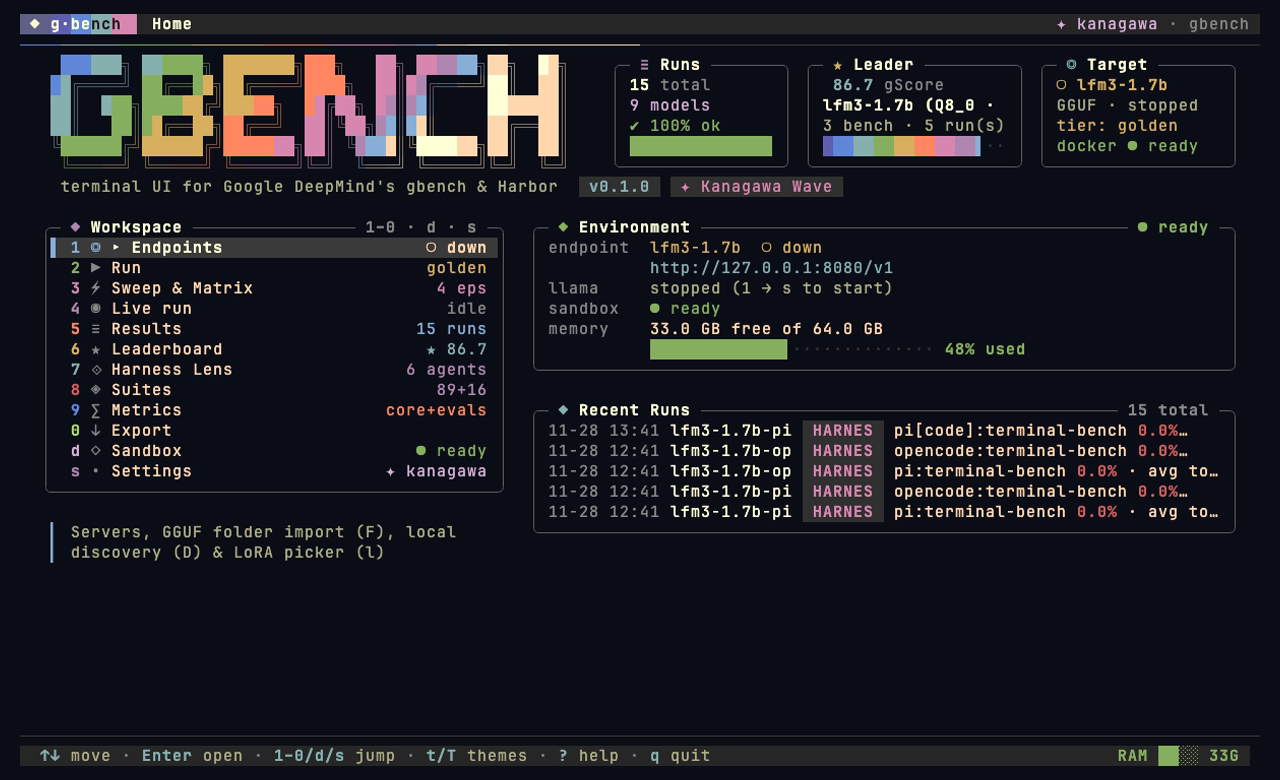 ◆ g·bench Home ✦ kanagawa · gbench
GBENCH
≡ Runs
15 total
9 models
✔ 100% ok
★ Leader
86.7 gScore
lfm3-1.7b (Q8_0 ·
3 bench · 5 run(s)
◎ Target
○ lfm3-1.7b
GGUF · stopped
tier: golden
docker ● ready
terminal UI for Google DeepMind's gbench & Harbor v0.1.0 ✦ Kanagawa Wave
◆ Workspace 1-0 · d · s
1 ◎ ▸ Endpoints ○ down
2 ▶ Run golden
3 ⚡ Sweep & Matrix 4 eps
4 ◉ Live run idle
5 ≡ Results 15 runs
6 ★ Leaderboard ★ 86.7
7 ◇ Harness Lens 6 agents
8 ◈ Suites 89+16
9 ∑ Metrics core+evals
0 ↓ Export
d ◇ Sandbox ● ready
s • Settings ✦ kanagawa
Servers, GGUF folder import (F), local
discovery (D) & LoRA picker (l)
◆ Environment ● ready
endpoint lfm3-1.7b ○ down
http://127.0.0.1:8080/v1
llama stopped (1 → s to start)
sandbox ● ready
memory 33.0 GB free of 64.0 GB
48% used
◆ Recent Runs 15 total
11-28 13:41 lfm3-1.7b-pi HARNES pi[code]:terminal-bench 0.0%…
11-28 12:41 lfm3-1.7b-op HARNES opencode:terminal-bench 0.0%…
11-28 12:41 lfm3-1.7b-op HARNES pi:terminal-bench 0.0% · avg to…
11-28 12:41 lfm3-1.7b-pi HARNES opencode:terminal-bench 0.0%…
11-28 12:41 lfm3-1.7b-pi HARNES pi:terminal-bench 0.0% · avg to…
↑↓ move · Enter open · 1-0/d/s jump · t/T themes · ? help · q quit RAM 33G